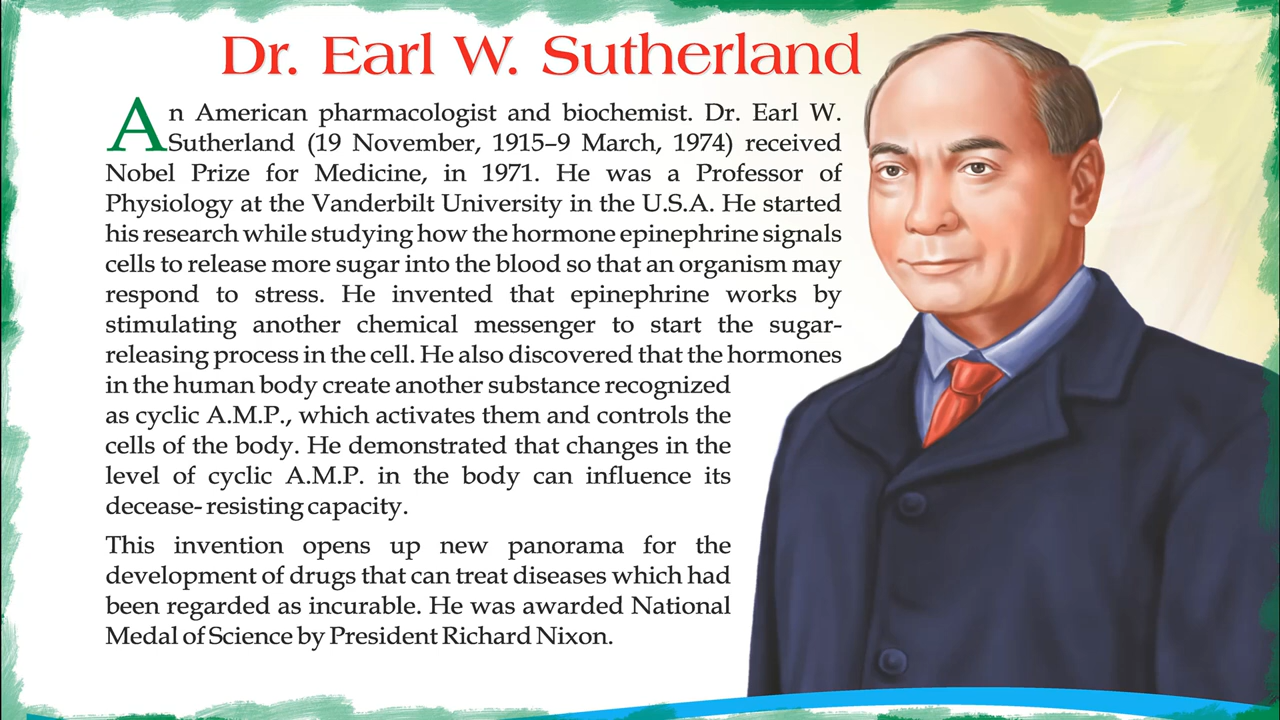 Dr. Earl W. Sutherland
An American pharmacologist and biochemist. Dr. Earl W.
Sutherland (19 November, 1915–9 March, 1974) received
Nobel Prize for Medicine, in 1971. He was a Professor of
Physiology at the Vanderbilt University in the U.S.A. He started
his research while studying how the hormone epinephrine signals
cells to release more sugar into the blood so that an organism may
respond to stress. He invented that epinephrine works by
stimulating another chemical messenger to start the sugar-
releasing process in the cell. He also discovered that the hormones
in the human body create another substance recognized
as cyclic A.M.P., which activates them and controls the
cells of the body. He demonstrated that changes in the
level of cyclic A.M.P. in the body can influence its
decease- resisting capacity.
This invention opens up new panorama for the
development of drugs that can treat diseases which had
been regarded as incurable. He was awarded National
Medal of Science by President Richard Nixon.